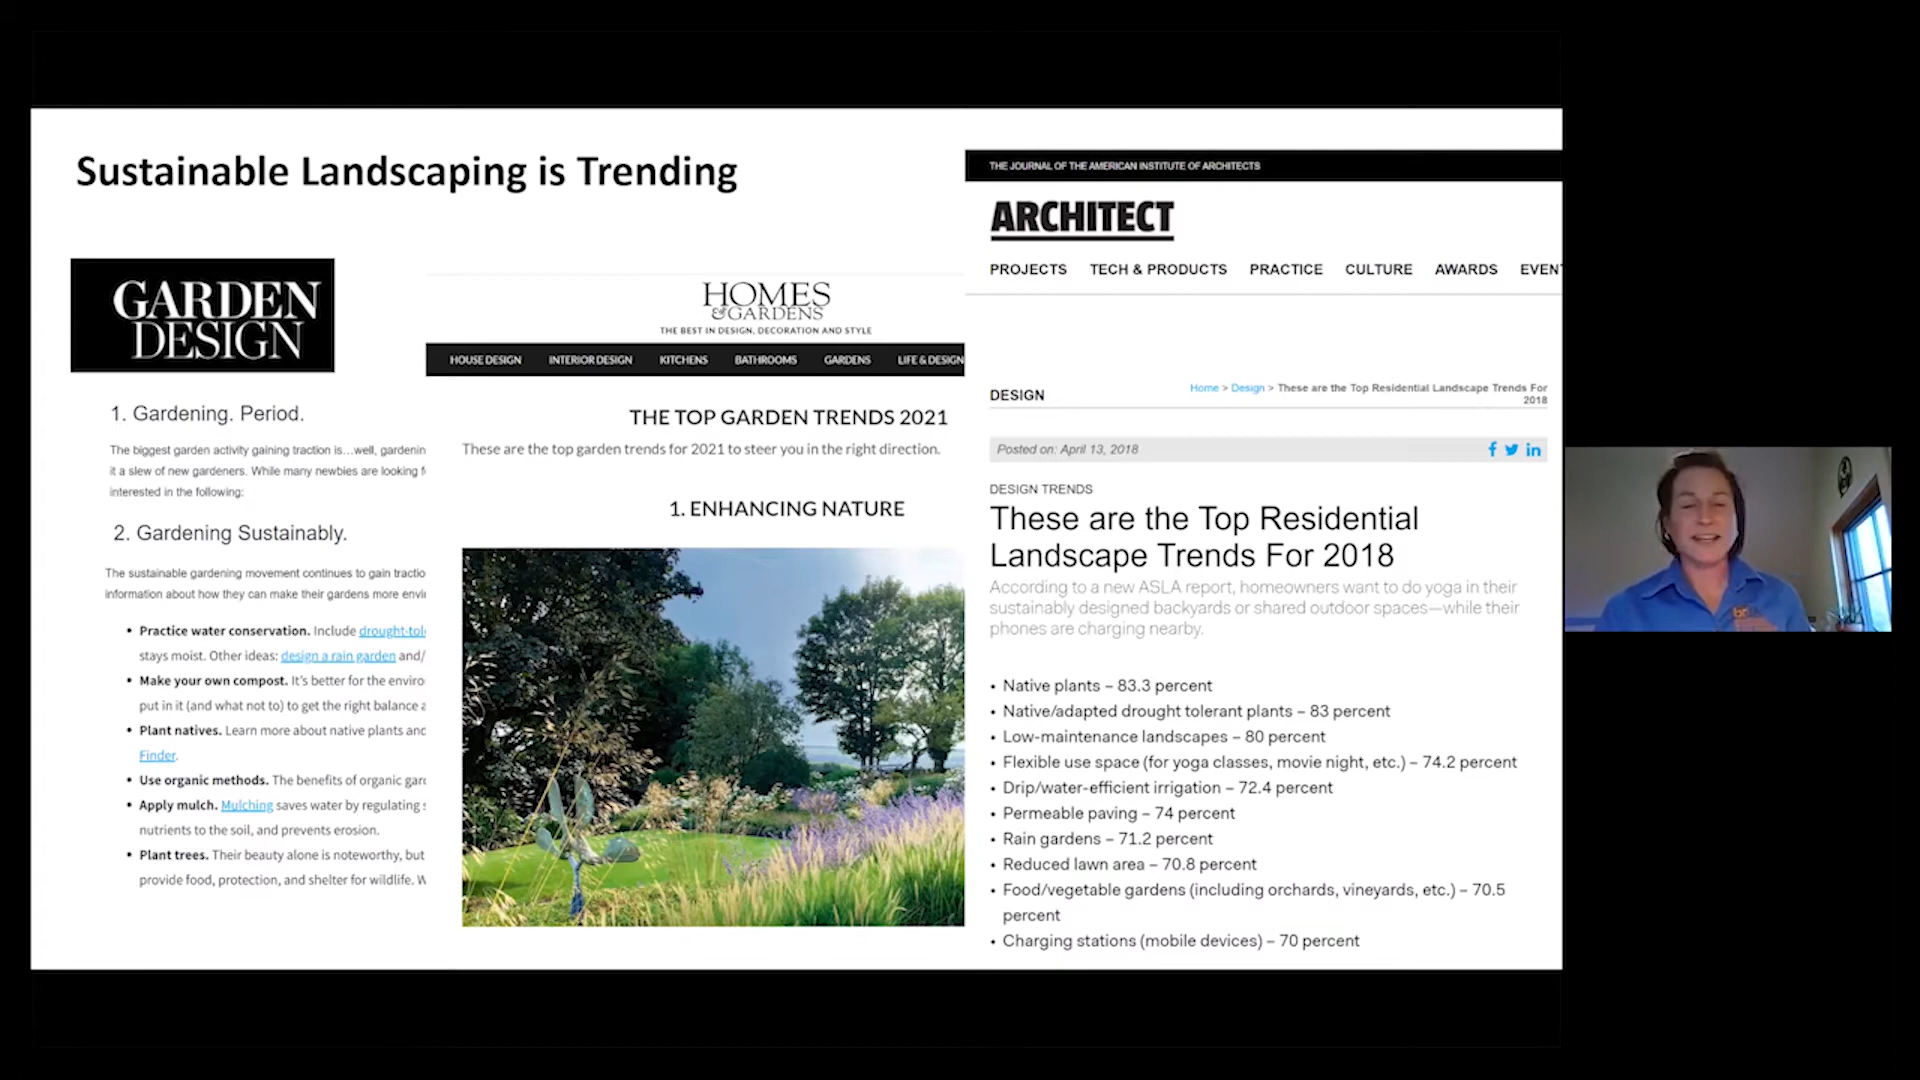 Sustainable Landscaping is Trending
GARDEN
DESIGN
1. Gardening. Period.
The biggest garden activity gaining traction is...well,
it a slew of new gardeners. While many newbies are looking
interested in the following:
2. Gardening Sustainably.
The sustainable gardening movement continues to gain
information about how they can make their gardens more
• Practice water conservation. Include
stays moist. Other ideas: design a rain garden and/
• Make your own compost. It's better for the
put in it (and what not to) to get the right balance
• Plant natives. Learn more about native plants
Finder.
• Use organic methods. The benefits of organic
• Apply mulch. Mulching saves water by regulating
nutrients to the soil, and prevents erosion.
• Plant trees. Their beauty alone is noteworthy, but
provide food, protection, and shelter for wildlife. W
HOMES
& GARDENS
THE BEST IN DESIGN, DECORATION AND STYLE
HOUSE DESIGN INTERIOR DESIGN KITCHENS BATHROOMS GARDENS LIFE & DESIGN
THE TOP GARDEN TRENDS 2021
These are the top garden trends for 2021 to steer you in the right direction.
1. ENHANCING NATURE
THE JOURNAL OF THE AMERICAN INSTITUTE OF ARCHITECTS
ARCHITECT
PROJECTS TECH & PRODUCTS PRACTICE CULTURE AWARDS EVENT
DESIGN
Home > Design > These are the Top Residential Landscape Trends For
2018
Posted on: April 13, 2018
DESIGN TRENDS
These are the Top Residential
Landscape Trends For 2018
According to a new ASLA report, homeowners want to do yoga in their
sustainably designed backyards or shared outdoor spaces—while their
phones are charging nearby.
• Native plants – 83.3 percent
• Native/adapted drought tolerant plants – 83 percent
• Low-maintenance landscapes – 80 percent
• Flexible use space (for yoga classes, movie night, etc.) – 74.2 percent
• Drip/water-efficient irrigation – 72.4 percent
• Permeable paving – 74 percent
• Rain gardens – 71.2 percent
• Reduced lawn area – 70.8 percent
• Food/vegetable gardens (including orchards, vineyards, etc.) – 70.5
percent
• Charging stations (mobile devices) – 70 percent